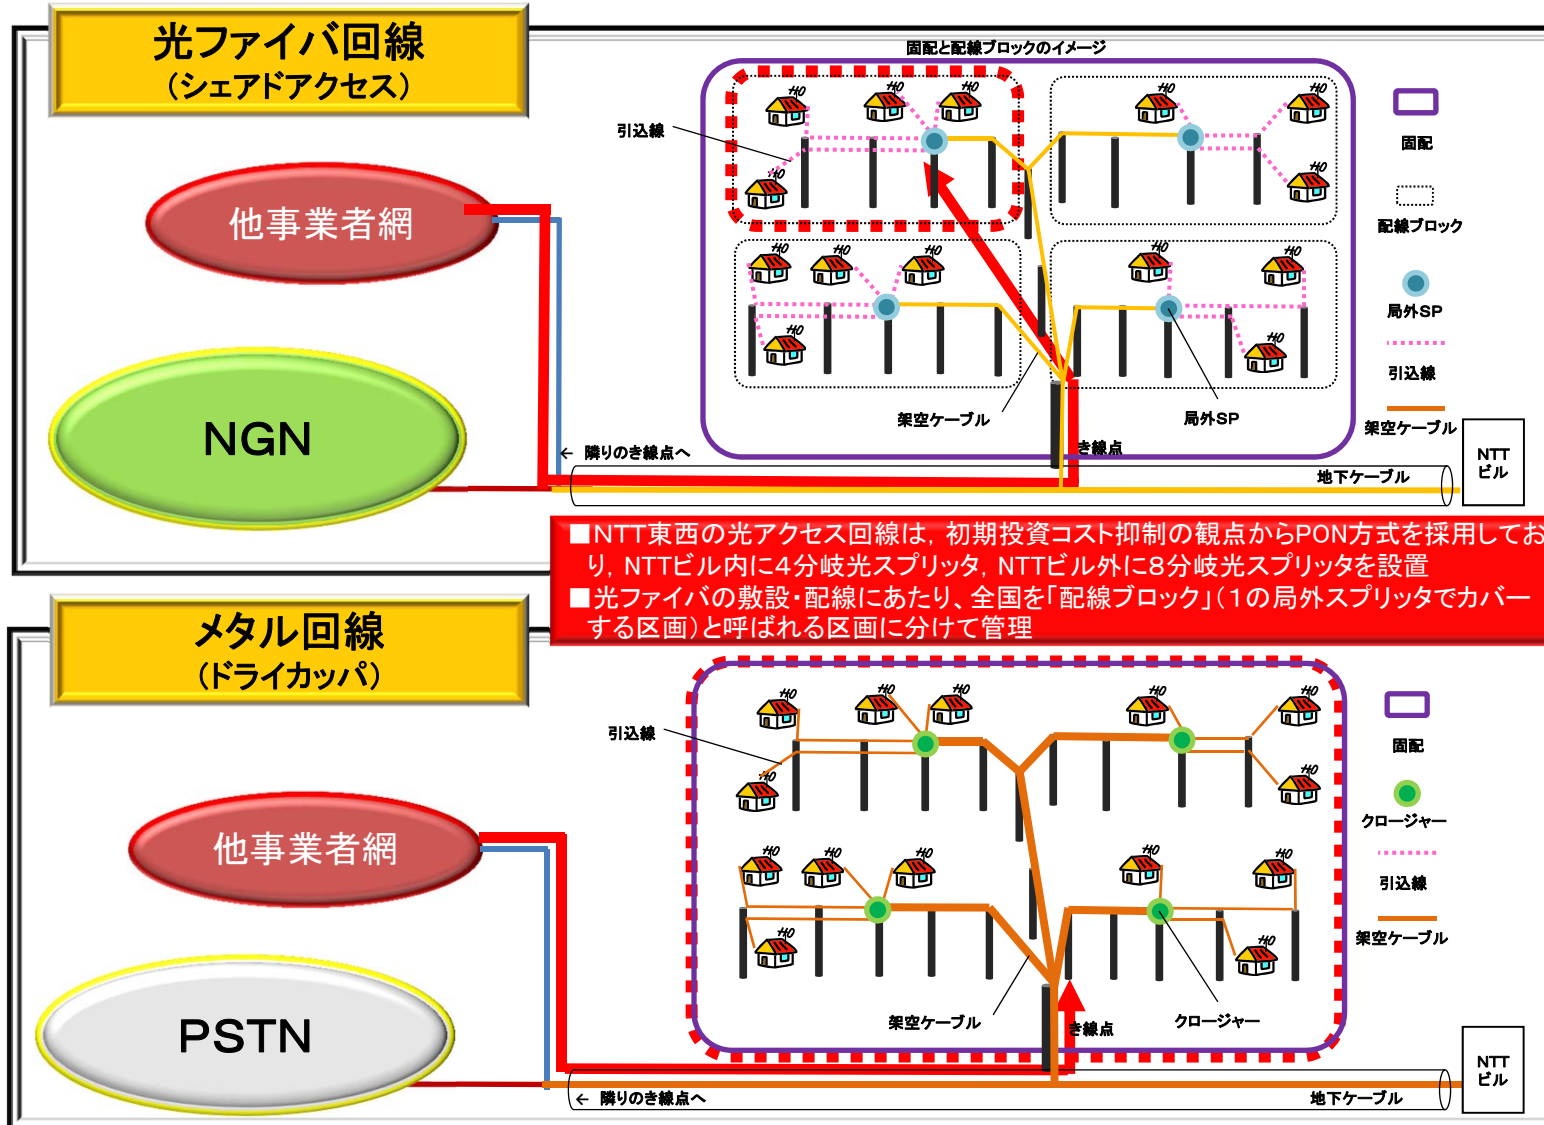 光ファイバ回線
（シェアドアクセス）
固配と配線ブロックのイメージ
引込線
他事業者網
NGN
← 隣りのき線点へ
架空ケーブル
局外SP
き線点
地下ケーブル
NTT
ビル
固配
配線ブロック
局外SP
引込線
架空ケーブル
■NTT東西の光アクセス回線は，初期投資コスト抑制の観点からPON方式を採用してお
り，NTTビル内に4分岐光スプリッタ，NTTビル外に8分岐光スプリッタを設置
■光ファイバの敷設・配線にあたり、全国を「配線ブロック」（１の局外スプリッタでカバー
する区画）と呼ばれる区画に分けて管理
メタル回線
（ドライカッパ）
引込線
他事業者網
PSTN
← 隣りのき線点へ
架空ケーブル
き線点
クロージャー
地下ケーブル
NTT
ビル
固配
クロージャー
引込線
架空ケーブル